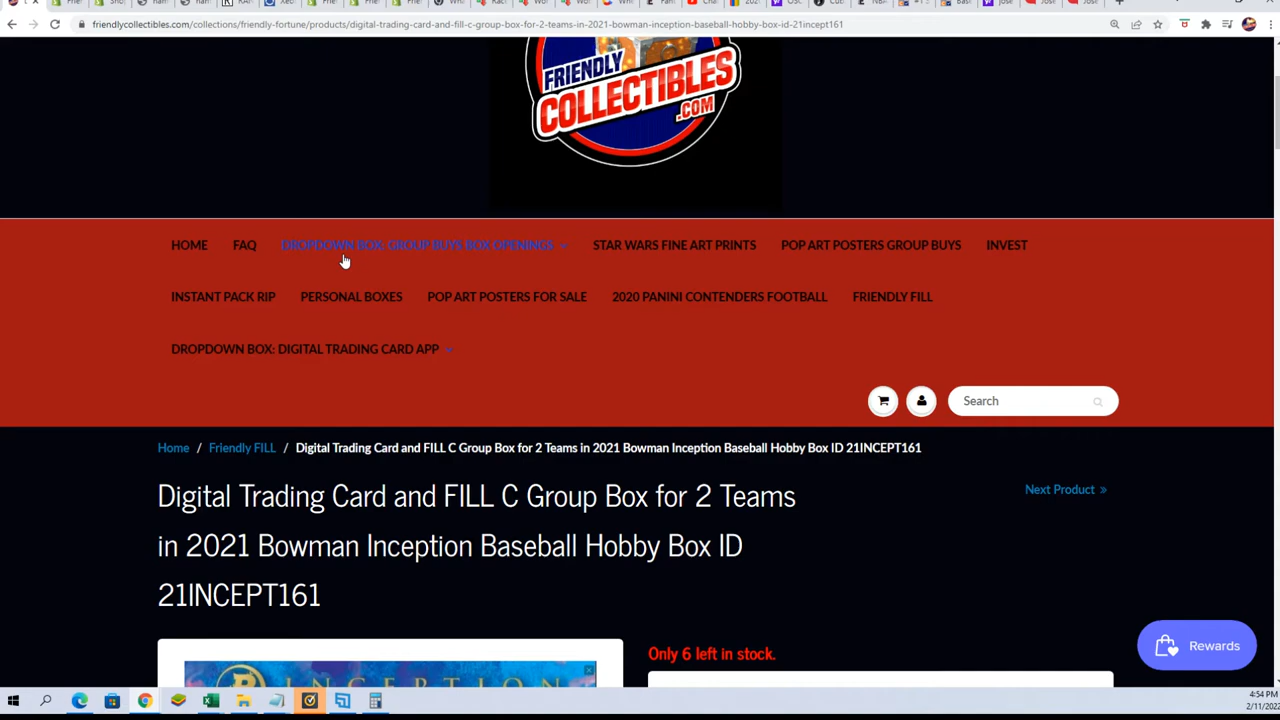 friendlycollectibles.com/collections/friendly-fortune/products/digital-trading-card-and-fill-c-group-box-for-2-teams-in-2021-bowman-inception-baseball-hobby-box-id-21incept161
FRIENDLY
COLLECTIBLES
.COM
HOME FAQ DROPDOWN BOX: GROUP BUYS BOX OPENINGS STAR WARS FINE ART PRINTS POP ART POSTERS GROUP BUYS INVEST
INSTANT PACK RIP PERSONAL BOXES POP ART POSTERS FOR SALE 2020 PANINI CONTENDERS FOOTBALL FRIENDLY FILL
DROPDOWN BOX: DIGITAL TRADING CARD APP
Search
Home / Friendly FILL / Digital Trading Card and FILL C Group Box for 2 Teams in 2021 Bowman Inception Baseball Hobby Box ID 21INCEPT161
Digital Trading Card and FILL C Group Box for 2 Teams
in 2021 Bowman Inception Baseball Hobby Box ID
21INCEPT161
Next Product »
Only 6 left in stock.
INCEPTION
Rewards
4:54 PM
2/11/2022